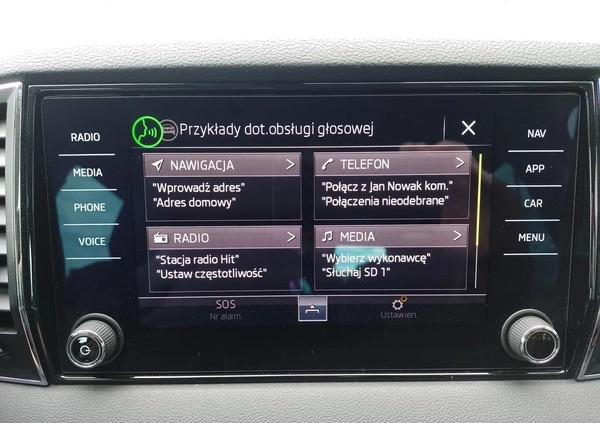 RADIO
MEDIA
PHONE
VOICE
Przykłady dot.obsługi głosowej
NAWIGACJA
"Wprowadź adres"
"Adres domowy"
TELEFON
"Połącz z Jan Nowak kom."
"Połączenia nieodebrane"
RADIO
"Stacja radio Hit"
"Ustaw częstotliwość"
MEDIA
"Wybierz wykonawcę"
"Słuchaj SD 1"
SOS
Nr alarm.
Ustawien.
NAV
APP
CAR
MENU